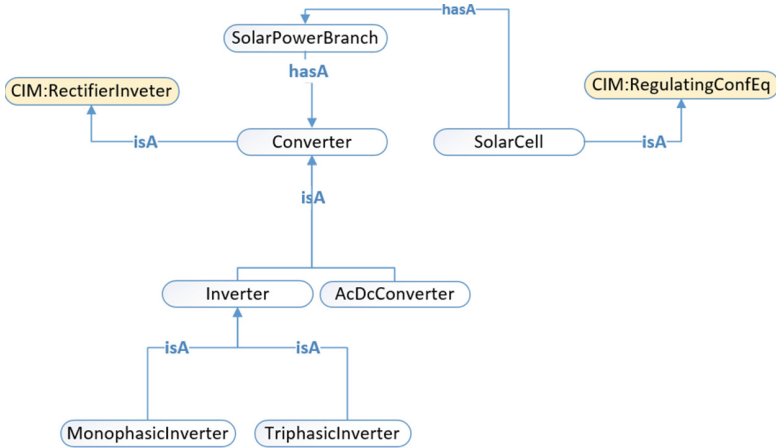 hasA
SolarPowerBranch
hasA
CIM:RectifierInveter
CIM:RegulatingConfEq
isA
Converter
SolarCell
isA
isA
Inverter
AcDcConverter
isA
isA
MonophasicInverter
TriphasicInverter